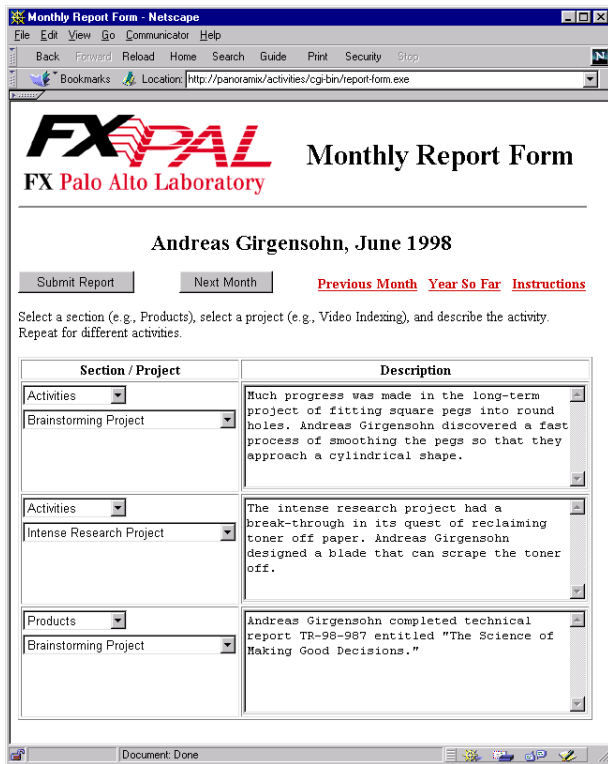 Monthly Report Form - Netscape
File Edit View Go Communicator Help
Back Forward Reload Home Search Guide Print Security Stop
N
Bookmarks Location: http://panoramix/activities/cgi-bin/report-form.exe
FXPAL
FX Palo Alto Laboratory
Monthly Report Form
Andreas Girgensohn, June 1998
Submit Report Next Month Previous Month Year So Far Instructions
Select a section (e.g., Products), select a project (e.g., Video Indexing), and describe the activity.
Repeat for different activities.
Section / Project Description
Activities
Brainstorming Project
Much progress was made in the long-term
project of fitting square pegs into round
holes. Andreas Girgensohn discovered a fast
process of smoothing the pegs so that they
approach a cylindrical shape.
Activities
Intense Research Project
The intense research project had a
break-through in its quest of reclaiming
toner off paper. Andreas Girgensohn
designed a blade that can scrape the toner
off.
Products
Brainstorming Project
Andreas Girgensohn completed technical
report TR-98-987 entitled "The Science of
Making Good Decisions."
Document: Done